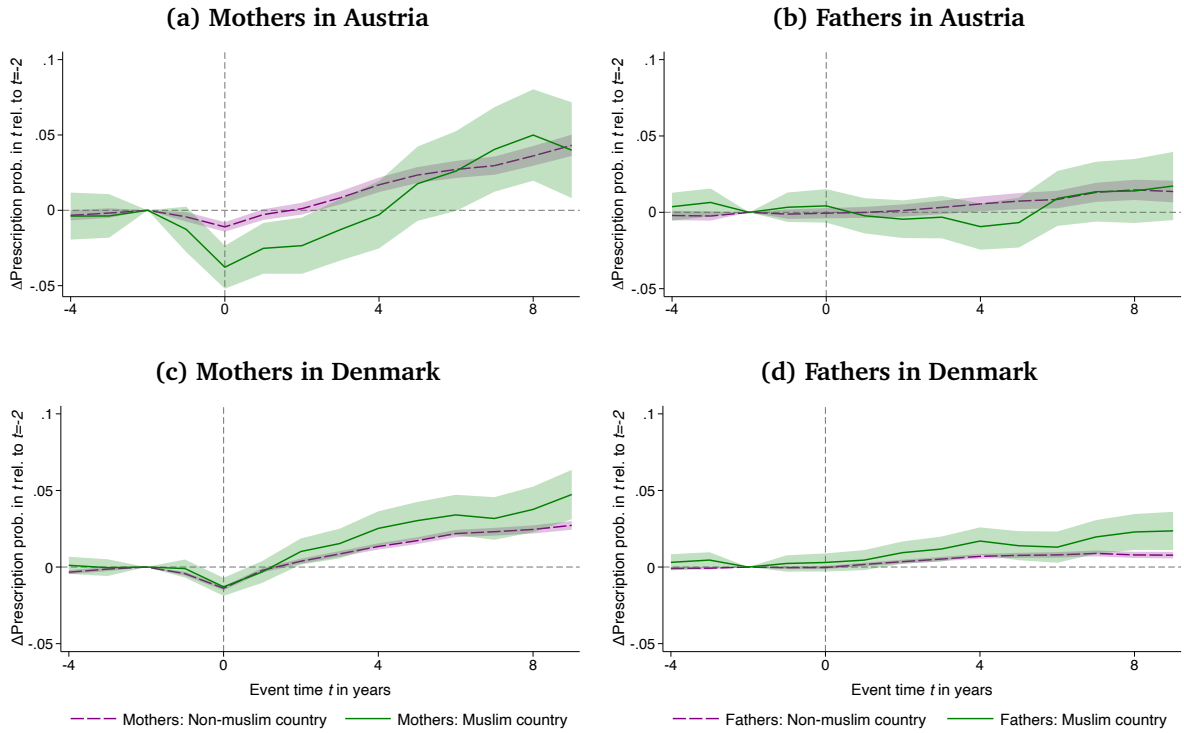 (a) Mothers in Austria
ΔPrescription prob. in t rel. to t=-2
.1
.05
0
-.05
-4
0
4
8
(b) Fathers in Austria
ΔPrescription prob. in t rel. to t=-2
.1
.05
0
-.05
-4
0
4
8
(c) Mothers in Denmark
ΔPrescription prob. in t rel. to t=-2
.1
.05
0
-.05
-4
0
4
8
Event time t in years
Mothers: Non-muslim country
Mothers: Muslim country
(d) Fathers in Denmark
ΔPrescription prob. in t rel. to t=-2
.1
.05
0
-.05
-4
0
4
8
Event time t in years
Fathers: Non-muslim country
Fathers: Muslim country